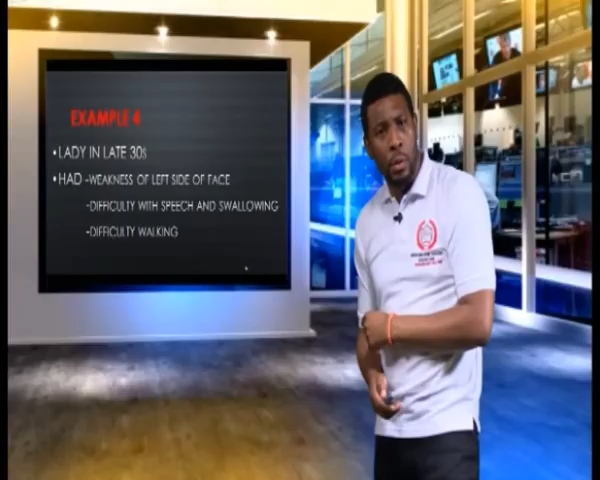 EXAMPLE 4
• LADY IN LATE 30S
• HAD -WEAKNESS OF LEFT SIDE OF FACE
-DIFFICULTY WITH SPEECH AND SWALLOWING
-DIFFICULTY WALKING